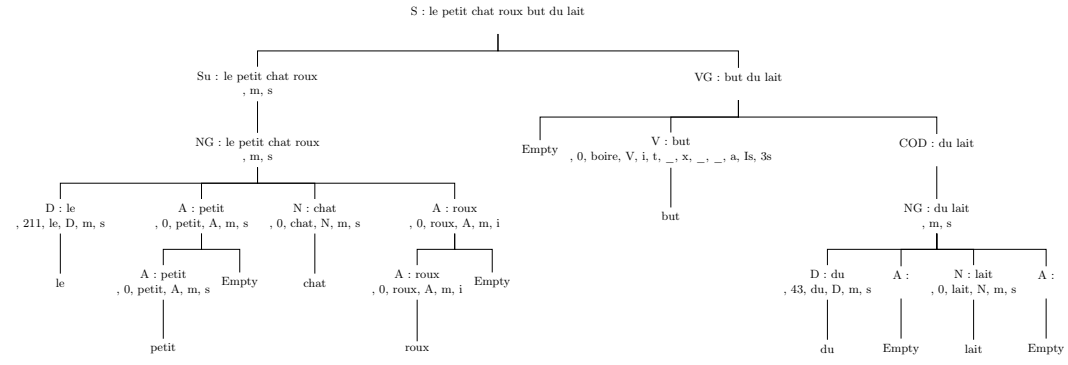 S : le petit chat roux but du lait
Su : le petit chat roux
, m, s
VG : but du lait
NG : le petit chat roux
, m, s
Empty
V : but
, 0, boire, V, i, t, _, x, _, _, a, Is, 3s
COD : du lait
D : le
, 211, le, D, m, s
A : petit
, 0, petit, A, m, s
N : chat
, 0, chat, N, m, s
A : roux
, 0, roux, A, m, i
but
NG : du lait
, m, s
le
A : petit
, 0, petit, A, m, s
Empty
chat
A : roux
, 0, roux, A, m, i
Empty
D : du
, 43, du, D, m, s
A :
N : lait
, 0, lait, N, m, s
A :
petit
roux
du
Empty
lait
Empty